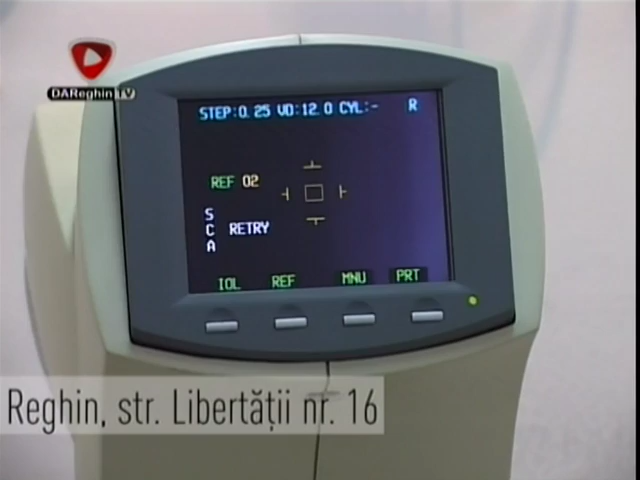 DAReghin TV
STEP:0.25 VD:12.0 CYL:- R
REF 02
S
C RETRY
A
IOL REF MNU PRT
Reghin, str. Libertății nr. 16